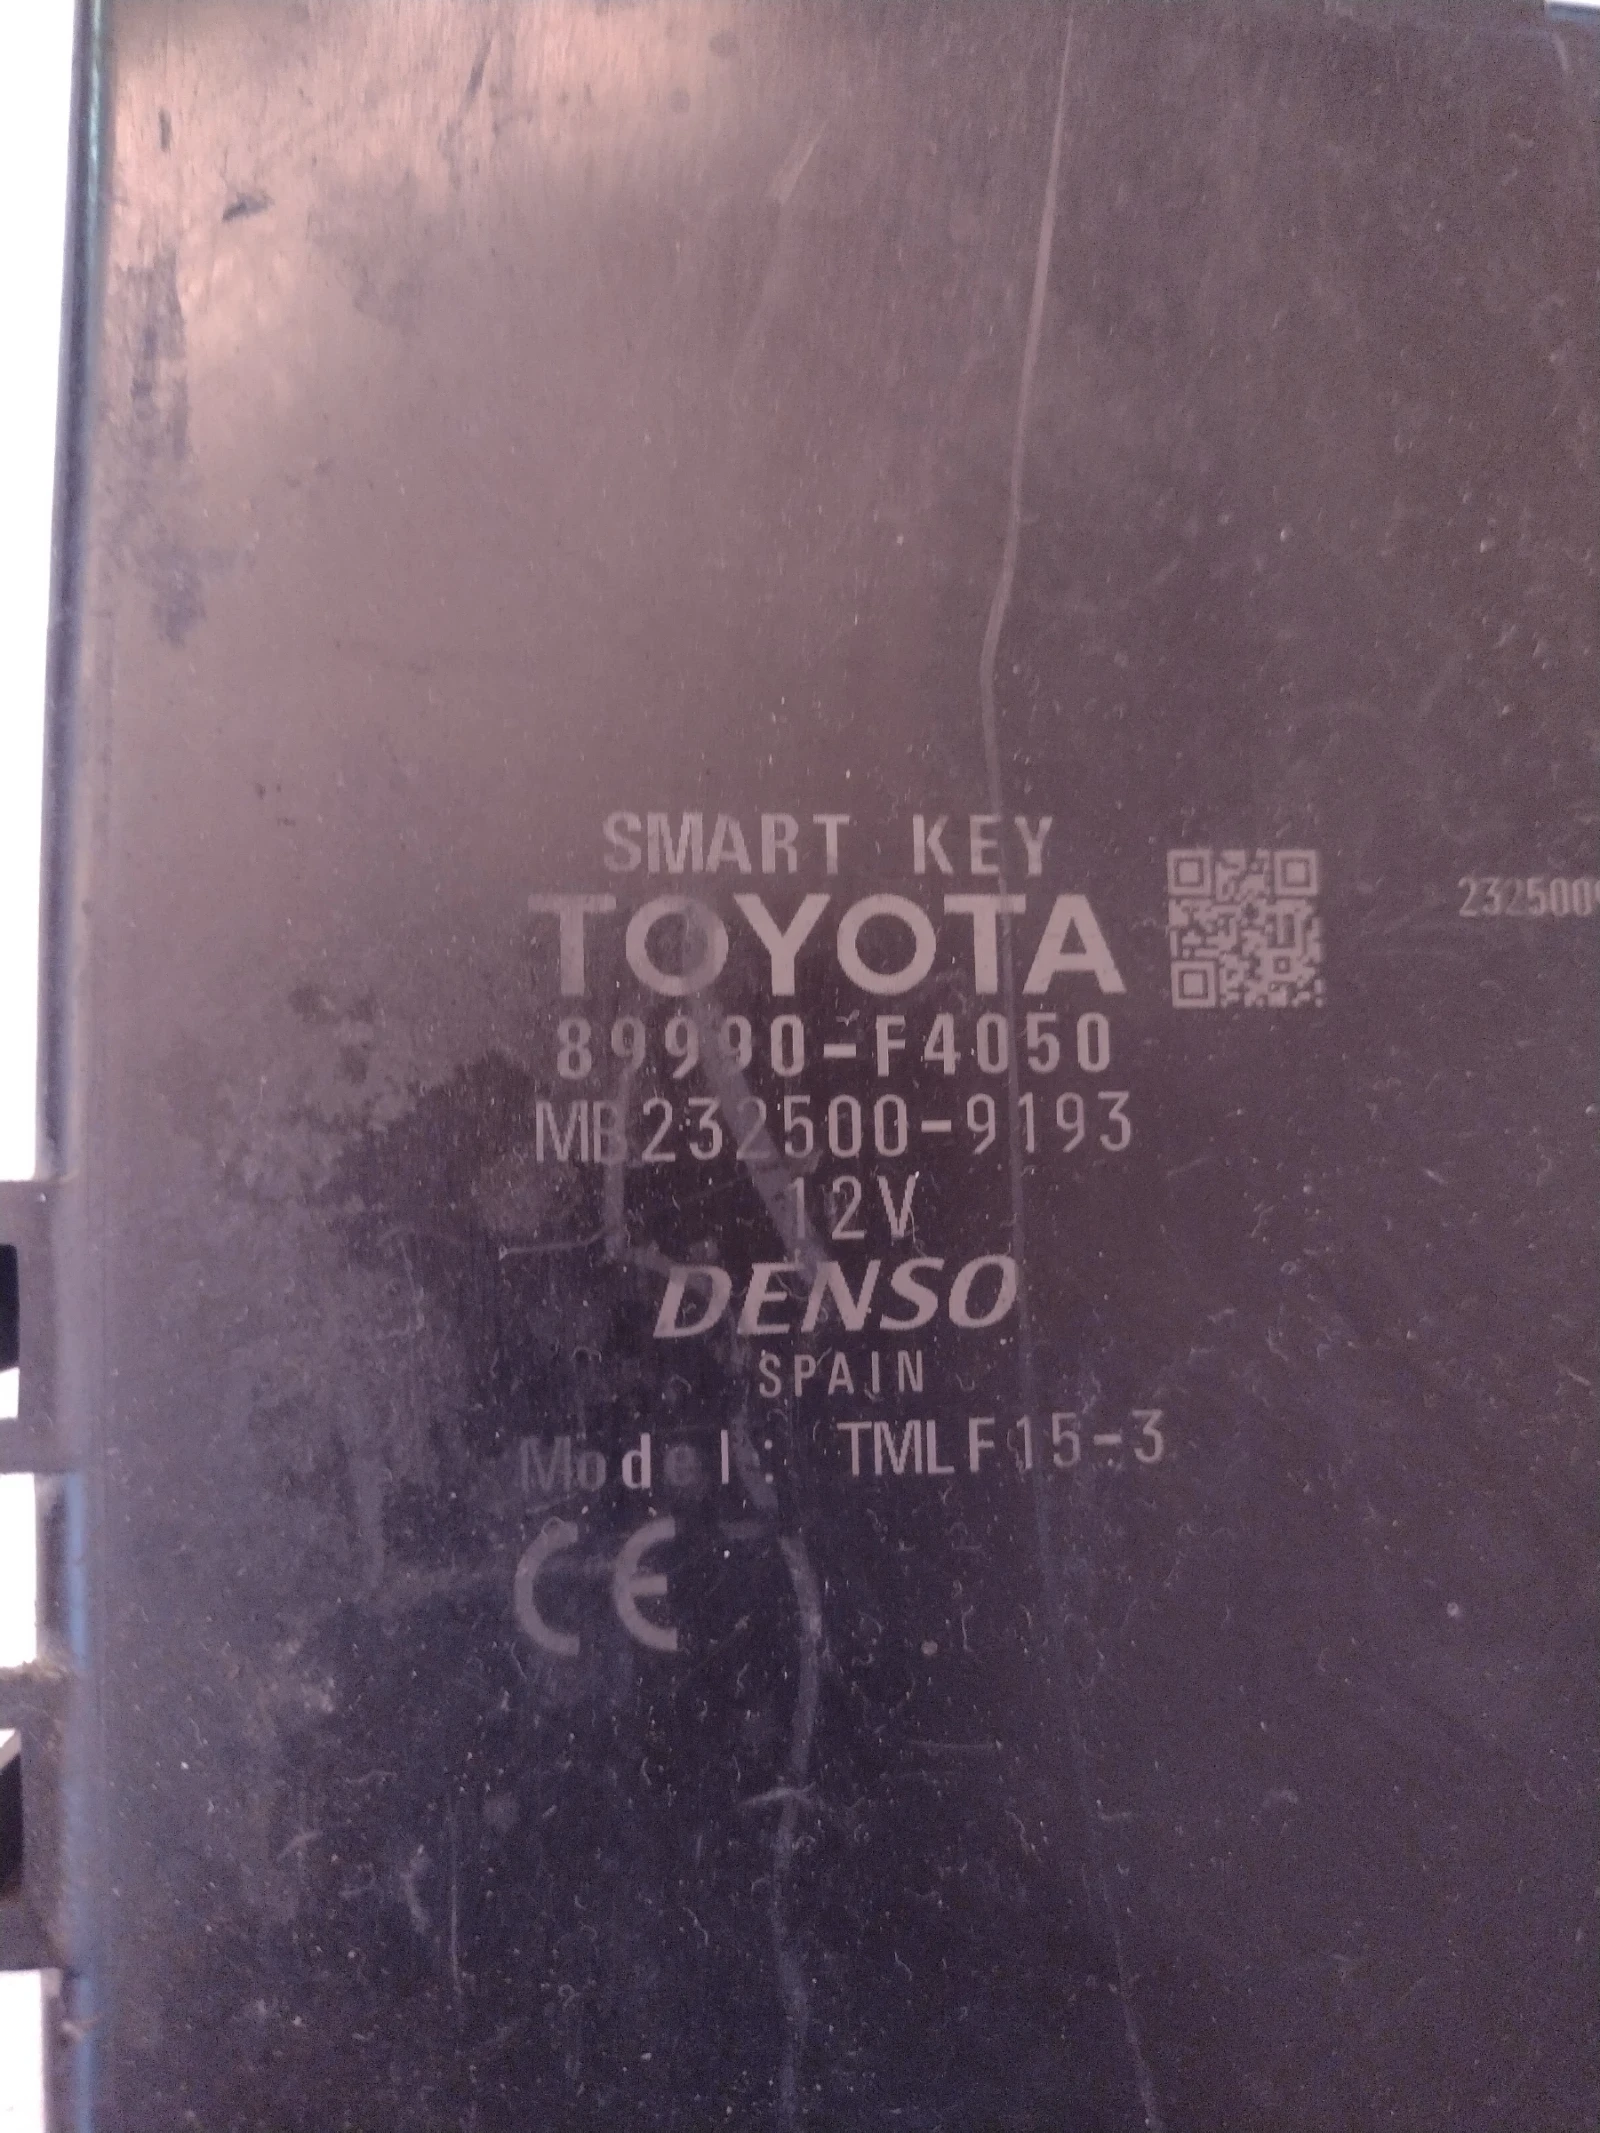 SMART KEY
TOYOTA
89990-F4050
MB232500-9193
12V
DENSO
SPAIN
Model: TMLF15-3
CE